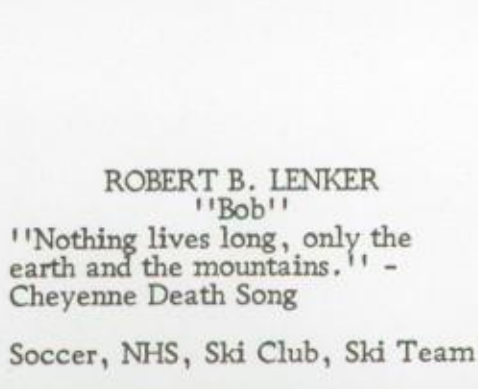 ROBERT B. LENKER
''Bob''
''Nothing lives long, only the
earth and the mountains.'' -
Cheyenne Death Song
Soccer, NHS, Ski Club, Ski Team